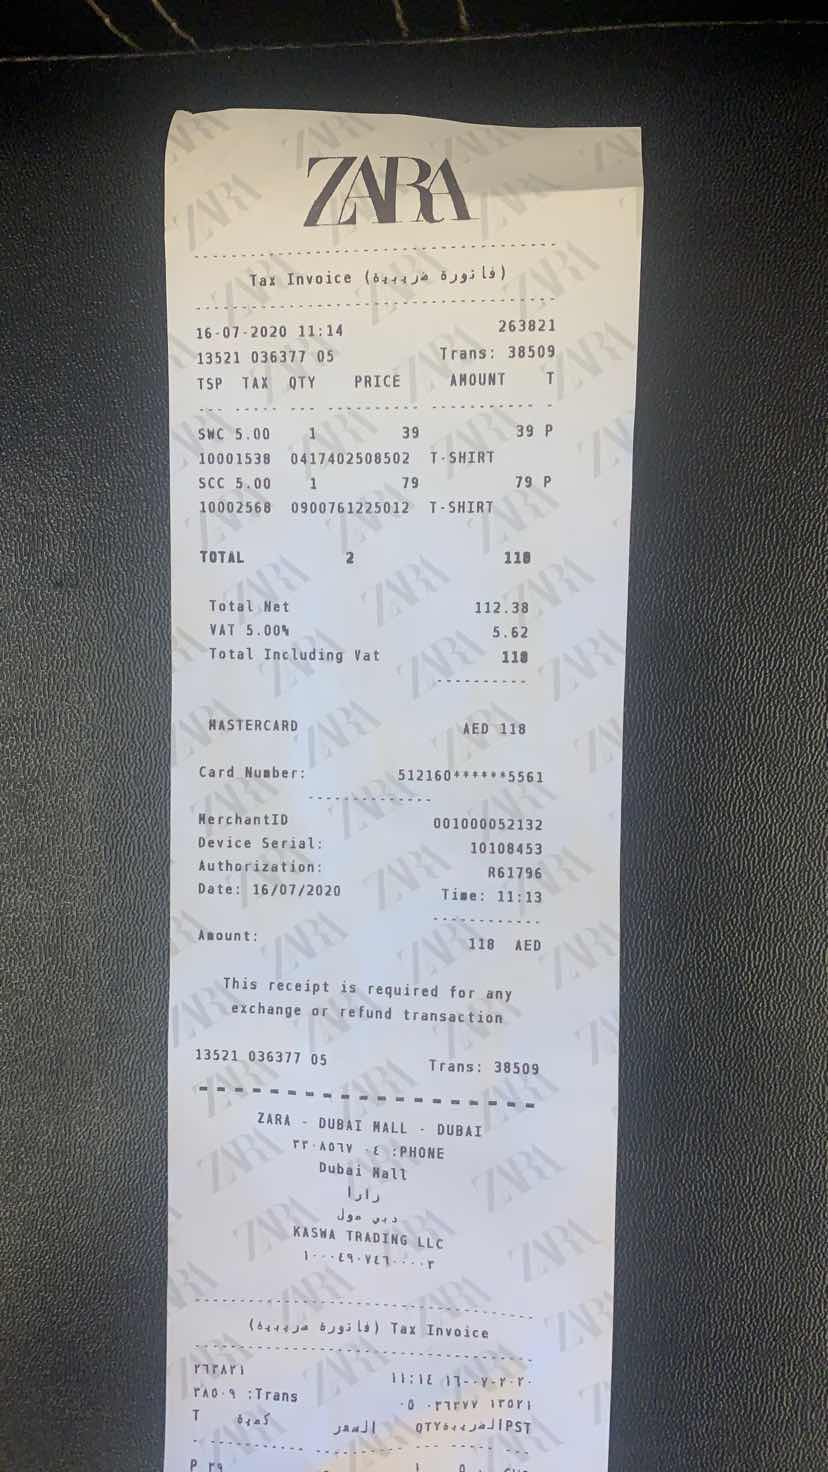 ZARA
Tax Invoice (فاتورة ضريبية)
16-07-2020 11:14 263821
13521 036377 05 Trans: 38509
TSP TAX QTY PRICE AMOUNT T
SWC 5.00 1 39 39 P
10001538 0417402508502 T-SHIRT
SCC 5.00 1 79 79 P
10002568 0900761225012 T-SHIRT
TOTAL 2 118
Total Net 112.38
VAT 5.00% 5.62
Total Including Vat 118
MASTERCARD AED 118
Card Number: 512160******5561
MerchantID 001000052132
Device Serial: 10108453
Authorization: R61796
Date: 16/07/2020 Time: 11:13
Amount: 118 AED
This receipt is required for any
exchange or refund transaction
13521 036377 05 Trans: 38509
ZARA - DUBAI MALL - DUBAI
٣٣٠٨٥٦٧ ٠٤ :PHONE
Dubai Mall
زارا
دبي مول
KASWA TRADING LLC
١٠٠٠٤٩٠٧٤٦٠٠٠٠٣
(فاتورة ضريبية) Tax Invoice
٢٦٣٨٢١ ١١:١٤ ١٦-٠٧-٢٠٢٠
٣٨٥٠٩ :Trans ٠٥ ٠٣٦٣٧٧ ١٣٥٢١
T كمية السعر QTYالضريبةPST
P ٣٩ ١